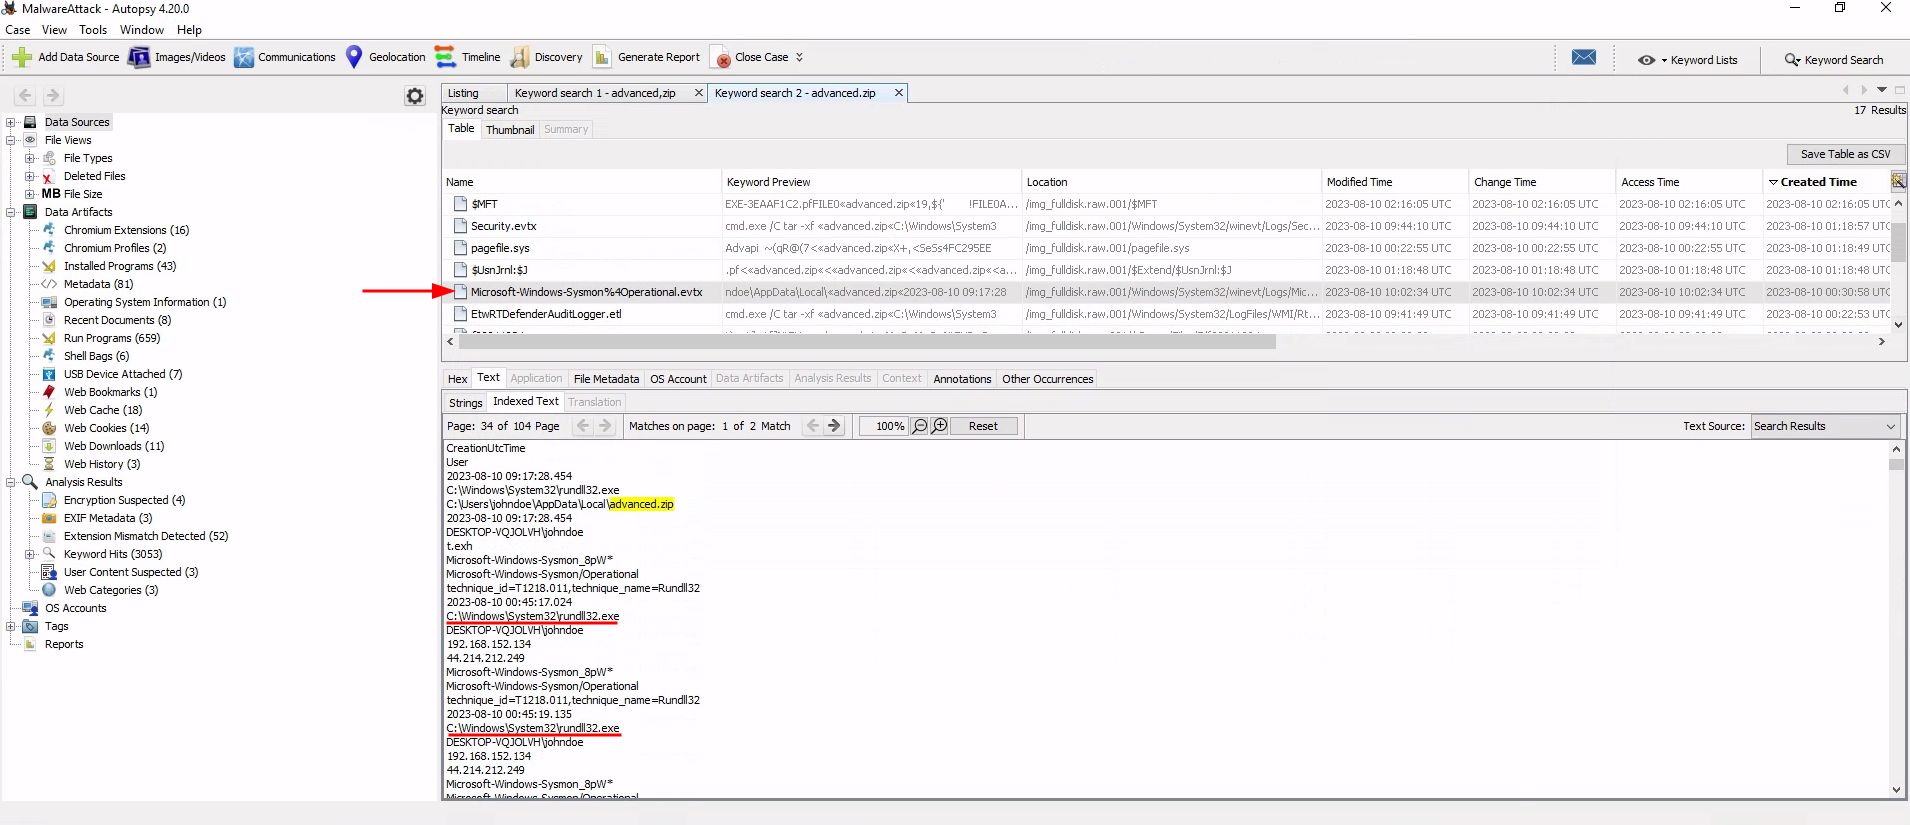 MalwareAttack - Autopsy 4.20.0
Case View Tools Window Help
Add Data Source Images/Videos Communications Geolocation Timeline Discovery Generate Report Close Case Keyword Lists Keyword Search
Data Sources
File Views
File Types
Deleted Files
MB File Size
Data Artifacts
Chromium Extensions (16)
Chromium Profiles (2)
Installed Programs (43)
Metadata (81)
Operating System Information (1)
Recent Documents (8)
Run Programs (659)
Shell Bags (6)
USB Device Attached (7)
Web Bookmarks (1)
Web Cache (18)
Web Cookies (14)
Web Downloads (11)
Web History (3)
Analysis Results
Encryption Suspected (4)
EXIF Metadata (3)
Extension Mismatch Detected (52)
Keyword Hits (3053)
User Content Suspected (3)
Web Categories (3)
OS Accounts
Tags
Reports
Listing Keyword search 1 - advanced,zip Keyword search 2 - advanced.zip
Keyword search 17 Results
Table Thumbnail Summary
Save Table as CSV
Name Keyword Preview Location Modified Time Change Time Access Time Created Time
$MFT EXE-3EAAF1C2.pfFILE0«advanced.zip«19,${' !FILE0A... /img_fulldisk.raw.001/$MFT 2023-08-10 02:16:05 UTC 2023-08-10 02:16:05 UTC 2023-08-10 02:16:05 UTC 2023-08-10 02:16:05 UTC
Security.evtx cmd.exe /C tar -xf «advanced.zip«C:\Windows\System3 /img_fulldisk.raw.001/Windows/System32/winevt/Logs/Sec... 2023-08-10 09:44:10 UTC 2023-08-10 09:44:10 UTC 2023-08-10 09:44:10 UTC 2023-08-10 01:18:57 UTC
pagefile.sys Advapi ~(qR@(7<«advanced.zip«X+,<SeSs4FC295EE /img_fulldisk.raw.001/pagefile.sys 2023-08-10 00:22:55 UTC 2023-08-10 00:22:55 UTC 2023-08-10 00:22:55 UTC 2023-08-10 01:18:49 UTC
$UsnJrnl:$J .pf<«advanced.zip«<«advanced.zip«<«a... /img_fulldisk.raw.001/$Extend/$UsnJrnl:$J 2023-08-10 01:18:48 UTC 2023-08-10 01:18:48 UTC 2023-08-10 01:18:48 UTC 2023-08-10 01:18:48 UTC
Microsoft-Windows-Sysmon%4Operational.evtx ndoe\AppData\Local\«advanced.zip«2023-08-10 09:17:28 /img_fulldisk.raw.001/Windows/System32/winevt/Logs/Mic... 2023-08-10 10:02:34 UTC 2023-08-10 10:02:34 UTC 2023-08-10 10:02:34 UTC 2023-08-10 00:30:58 UTC
EtwRTDefenderAuditLogger.etl cmd.exe /C tar -xf «advanced.zip«C:\Windows\System3 /img_fulldisk.raw.001/Windows/System32/LogFiles/WMI/Rt... 2023-08-10 09:41:49 UTC 2023-08-10 09:41:49 UTC 2023-08-10 09:41:49 UTC 2023-08-10 00:22:53 UTC
Hex Text Application File Metadata OS Account Data Artifacts Analysis Results Context Annotations Other Occurrences
Strings Indexed Text Translation
Page: 34 of 104 Page Matches on page: 1 of 2 Match 100% Reset Text Source: Search Results
CreationUtcTime
User
2023-08-10 09:17:28.454
C:\Windows\System32\rundll32.exe
C:\Users\johndoe\AppData\Local\advanced.zip
2023-08-10 09:17:28.454
DESKTOP-VQJOLVH\johndoe
t.exh
Microsoft-Windows-Sysmon_8pW*
Microsoft-Windows-Sysmon/Operational
technique_id=T1218.011,technique_name=Rundll32
2023-08-10 00:45:17.024
C:\Windows\System32\rundll32.exe
DESKTOP-VQJOLVH\johndoe
192.168.152.134
44.214.212.249
Microsoft-Windows-Sysmon_8pW*
Microsoft-Windows-Sysmon/Operational
technique_id=T1218.011,technique_name=Rundll32
2023-08-10 00:45:19.135
C:\Windows\System32\rundll32.exe
DESKTOP-VQJOLVH\johndoe
192.168.152.134
44.214.212.249
Microsoft-Windows-Sysmon_8pW*
Microsoft-Windows-Sysmon/Operational